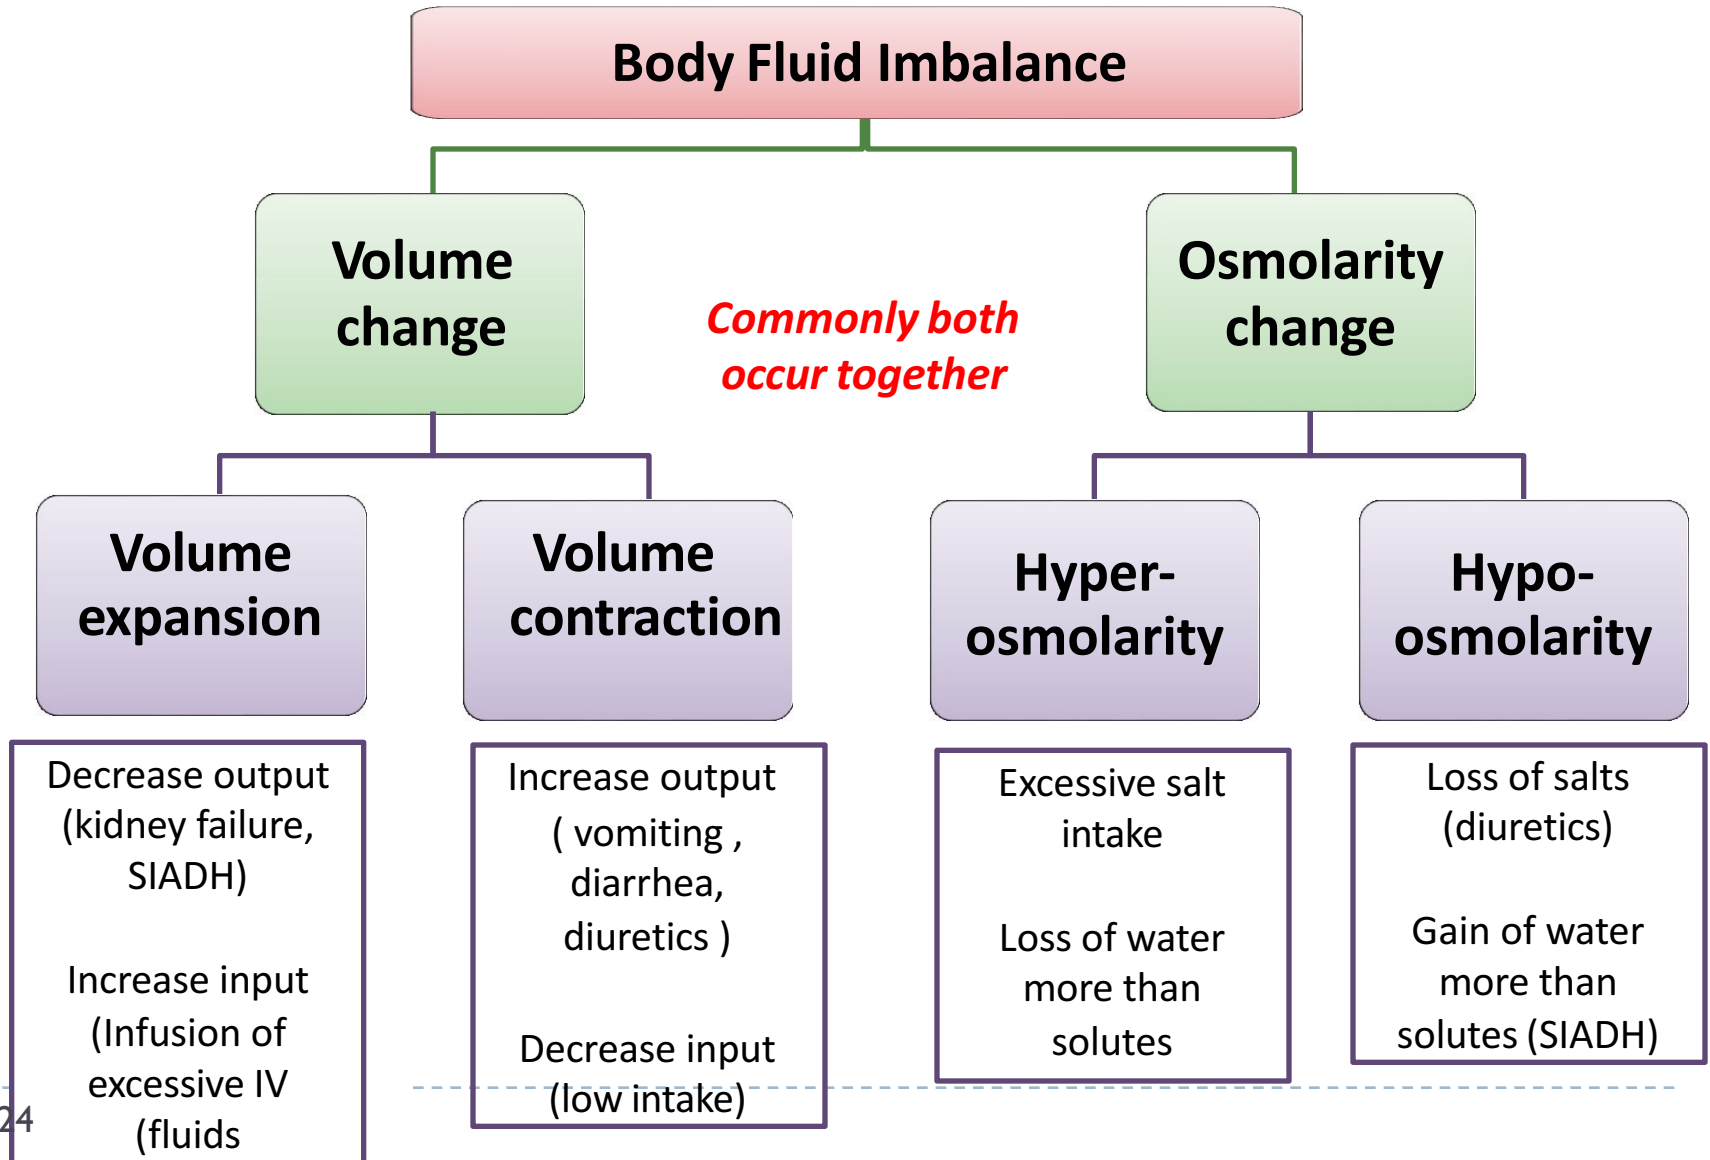 Body Fluid Imbalance
Volume
change
Commonly both
occur together
Osmolarity
change
Volume
expansion
Volume
contraction
Hyper-
osmolarity
Hypo-
osmolarity
Decrease output
(kidney failure,
SIADH)
Increase input
(Infusion of
excessive IV
(fluids
Increase output
( vomiting ,
diarrhea,
diuretics )
Decrease input
(low intake)
Excessive salt
intake
Loss of water
more than
solutes
Loss of salts
(diuretics)
Gain of water
more than
solutes (SIADH)
24